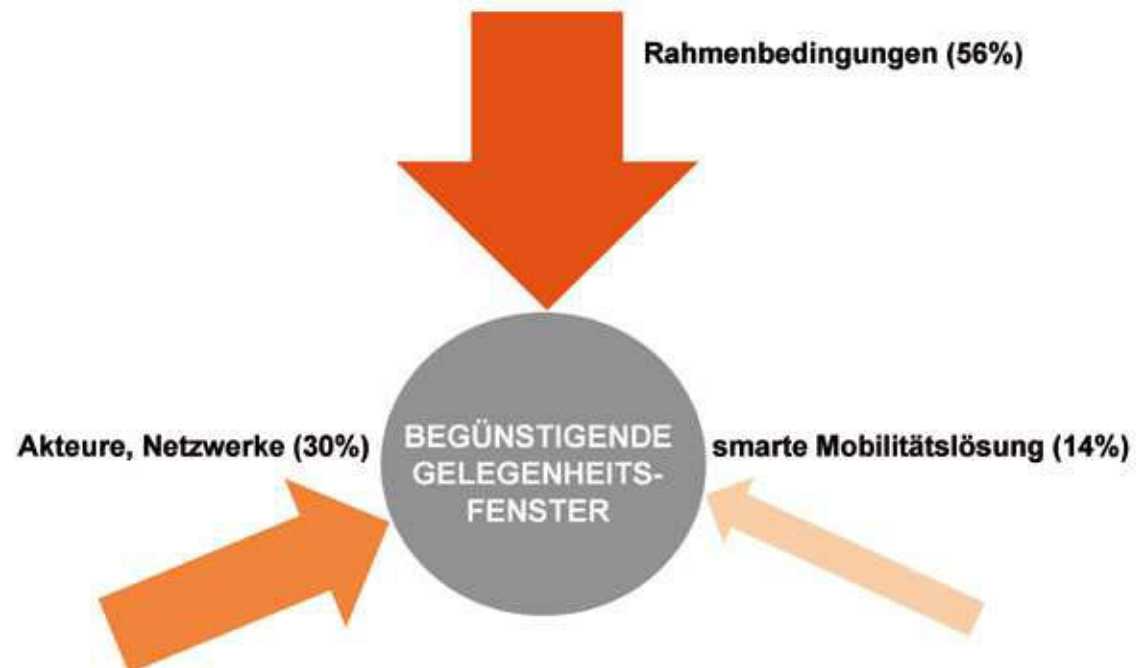 Rahmenbedingungen (56%)
Akteure, Netzwerke (30%)
BEGÜNSTIGENDE
GELEGENHEITS-
FENSTER
smarte Mobilitätslösung (14%)